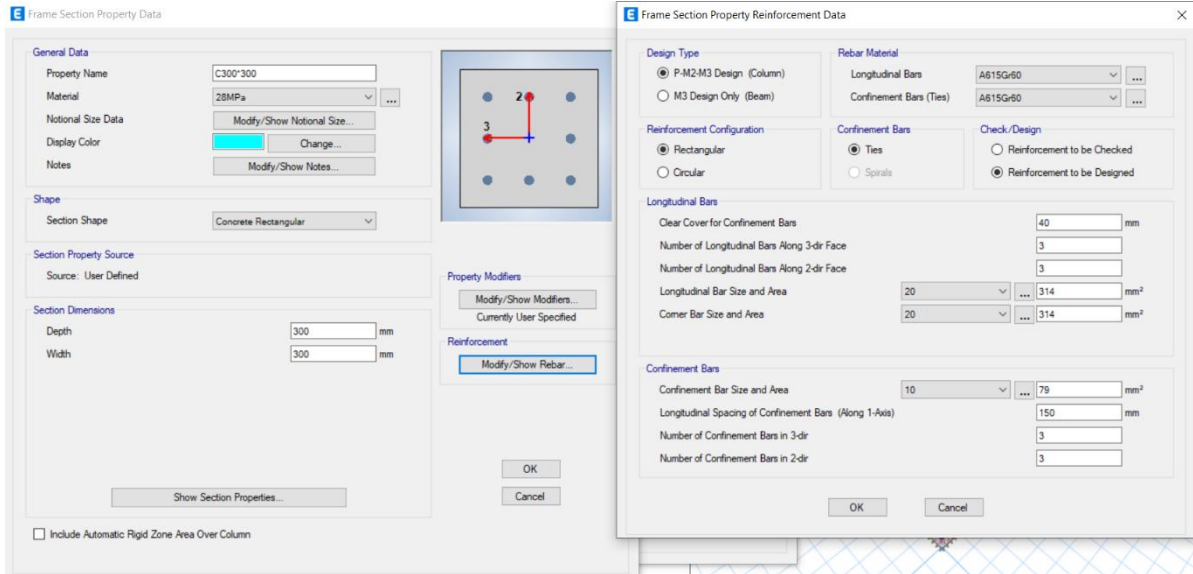 Frame Section Property Data
General Data
Property Name C300*300
Material 28MPa ...
Notional Size Data Modify/Show Notional Size...
Display Color Change...
Notes Modify/Show Notes...
Shape
Section Shape Concrete Rectangular
Section Property Source
Source: User Defined
Section Dimensions
Depth 300 mm
Width 300 mm
Show Section Properties...
Include Automatic Rigid Zone Area Over Column
2
3
Property Modifiers
Modify/Show Modifiers...
Currently User Specified
Reinforcement
Modify/Show Rebar...
OK
Cancel
Frame Section Property Reinforcement Data
Design Type
P-M2-M3 Design (Column)
M3 Design Only (Beam)
Rebar Material
Longitudinal Bars A615Gr60 ...
Confinement Bars (Ties) A615Gr60 ...
Reinforcement Configuration
Rectangular
Circular
Confinement Bars
Ties
Spirals
Check/Design
Reinforcement to be Checked
Reinforcement to be Designed
Longitudinal Bars
Clear Cover for Confinement Bars 40 mm
Number of Longitudinal Bars Along 3-dir Face 3
Number of Longitudinal Bars Along 2-dir Face 3
Longitudinal Bar Size and Area 20 ... 314 mm²
Corner Bar Size and Area 20 ... 314 mm²
Confinement Bars
Confinement Bar Size and Area 10 ... 79 mm²
Longitudinal Spacing of Confinement Bars (Along 1-Axis) 150 mm
Number of Confinement Bars in 3-dir 3
Number of Confinement Bars in 2-dir 3
OK Cancel